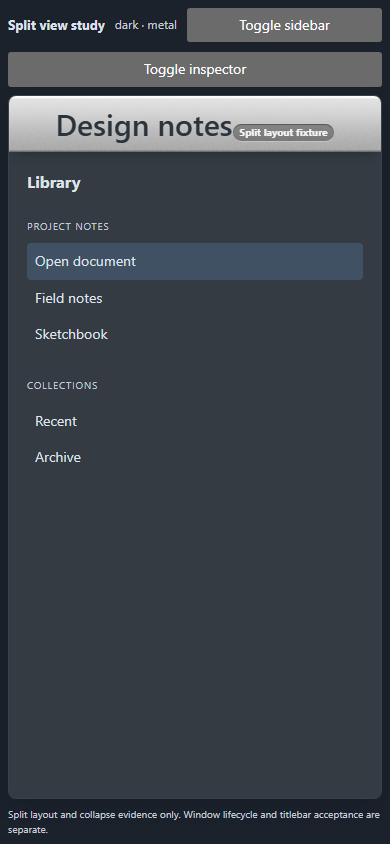 Split view study dark · metal Toggle sidebar
Toggle inspector
Design notes Split layout fixture
Library
PROJECT NOTES
Open document
Field notes
Sketchbook
COLLECTIONS
Recent
Archive
Split layout and collapse evidence only. Window lifecycle and titlebar acceptance are
separate.